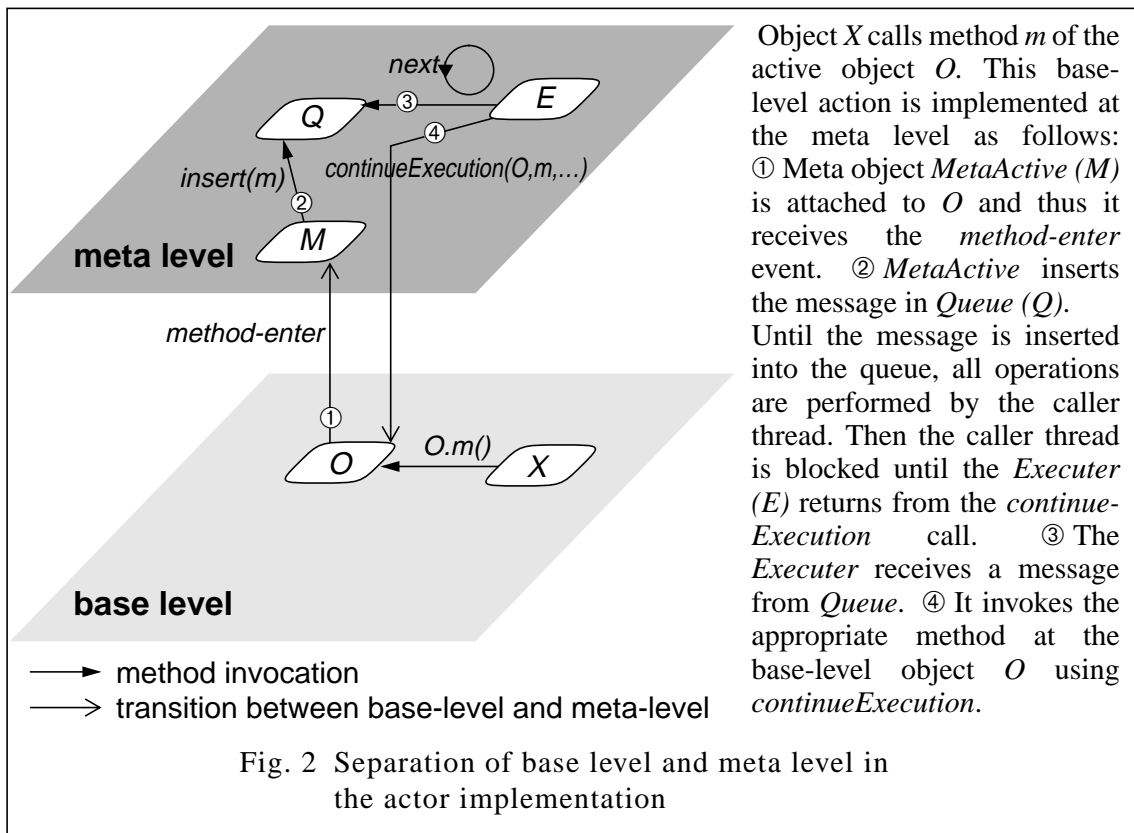 next
E
③
Q
④
insert(m)
continueExecution(O,m,...)
②
M
meta level
method-enter
①
O.m()
O
X
base level
method invocation
transition between base-level and meta-level
Object X calls method m of the
active object O. This base-
level action is implemented at
the meta level as follows:
① Meta object MetaActive (M)
is attached to O and thus it
receives the method-enter
event. ② MetaActive inserts
the message in Queue (Q).
Until the message is inserted
into the queue, all operations
are performed by the caller
thread. Then the caller thread
is blocked until the Executer
(E) returns from the continue-
Execution call. ③ The
Executer receives a message
from Queue. ④ It invokes the
appropriate method at the
base-level object O using
continueExecution.
Fig. 2 Separation of base level and meta level in
the actor implementation